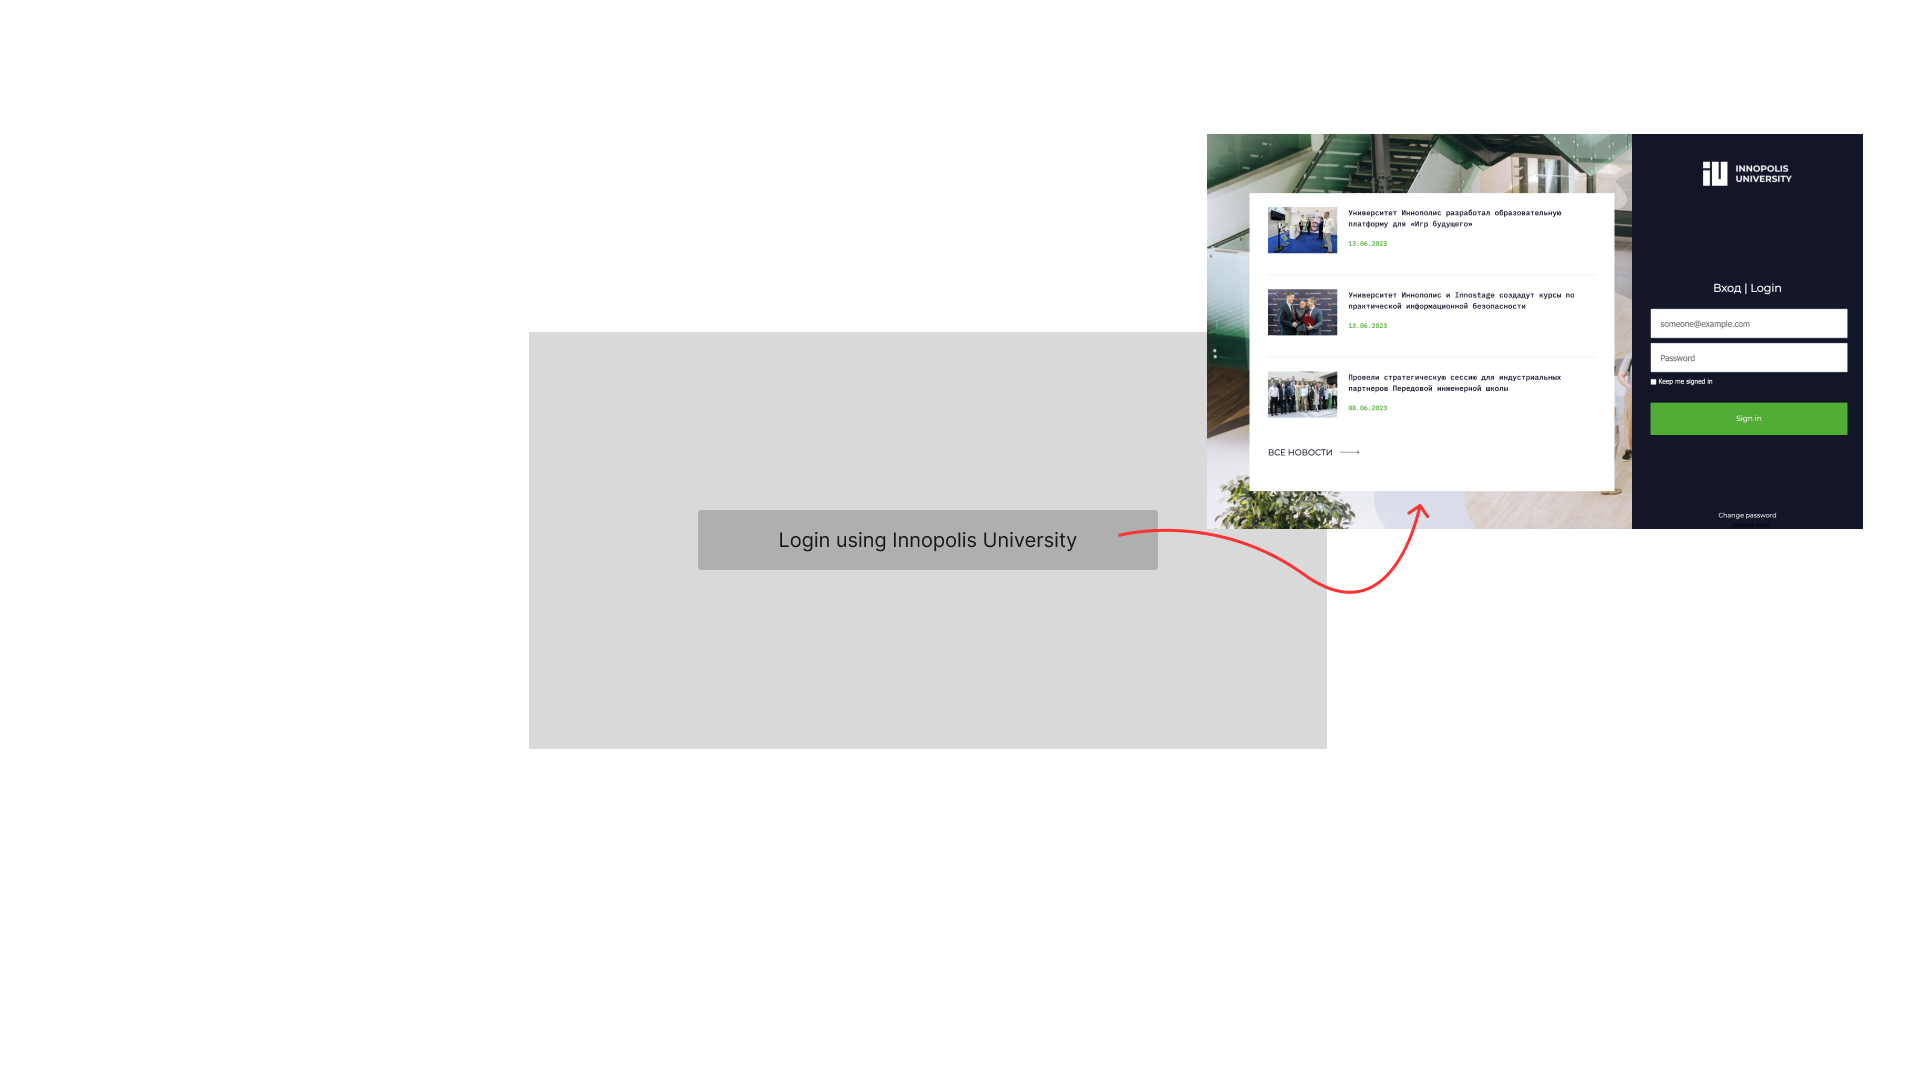 Login using Innopolis University
Университет Иннополис разработал образовательную
платформу для «Игр будущего»
13.06.2023
Университет Иннополис и Innostage создадут курсы по
практической информационной безопасности
13.06.2023
Провели стратегическую сессию для индустриальных
партнеров Передовой инженерной школы
08.06.2023
ВСЕ НОВОСТИ
INNOPOLIS
UNIVERSITY
Вход | Login
someone@example.com
Password
Keep me signed in
Sign in
Change password